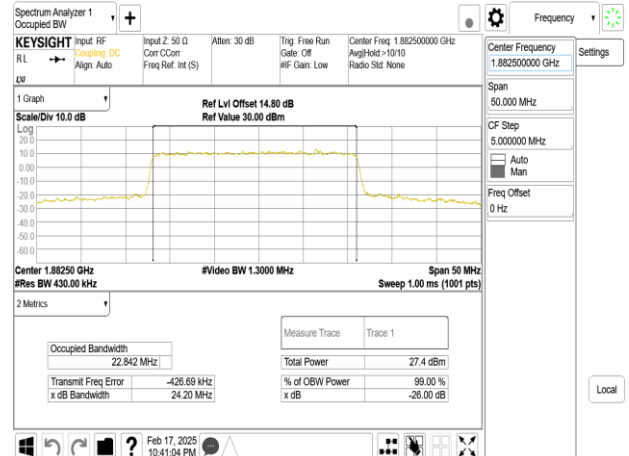 Spectrum Analyzer 1
Occupied BW
Frequency
KEYSIGHT
RL
LXI
Input: RF
Coupling: DC
Align: Auto
Input Z: 50 Ω
Corr CCorr
Freq Ref: Int (S)
Atten: 30 dB
Trig: Free Run
Gate: Off
#IF Gain: Low
Center Freq: 1.882500000 GHz
Avg|Hold:>10/10
Radio Std: None
Center Frequency
1.882500000 GHz
Settings
Span
50.000 MHz
CF Step
5.000000 MHz
Auto
Man
Freq Offset
0 Hz
Local
1 Graph
Scale/Div 10.0 dB
Ref Lvl Offset 14.80 dB
Ref Value 30.00 dBm
Log
20.0
10.0
0.00
-10.0
-20.0
-30.0
-40.0
-50.0
-60.0
Center 1.88250 GHz
#Video BW 1.3000 MHz
Span 50 MHz
#Res BW 430.00 kHz
Sweep 1.00 ms (1001 pts)
2 Metrics
Measure Trace Trace 1
Occupied Bandwidth
22.842 MHz
Total Power 27.4 dBm
Transmit Freq Error -426.69 kHz
% of OBW Power 99.00 %
x dB Bandwidth 24.20 MHz
x dB -26.00 dB
?
Feb 17, 2025
10:41:04 PM